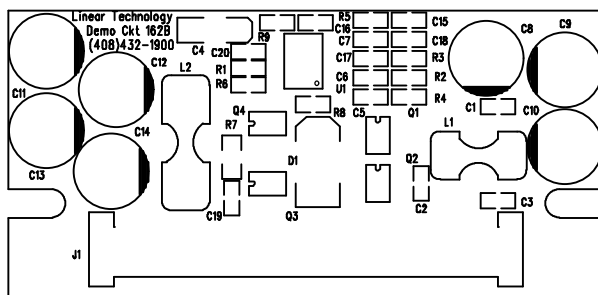 Linear Technology
Demo Ckt 162B
(408)432-1900
C4
R9
C16
R5
C15
C8
C9
C20
C7
C18
C12
L2
R1
C17
R3
R6
C6
U1
R2
C11
Q4
R8
C5
R4
Q1
C1
C10
C14
R7
L1
C13
D1
Q2
C19
Q3
C2
C3
J1